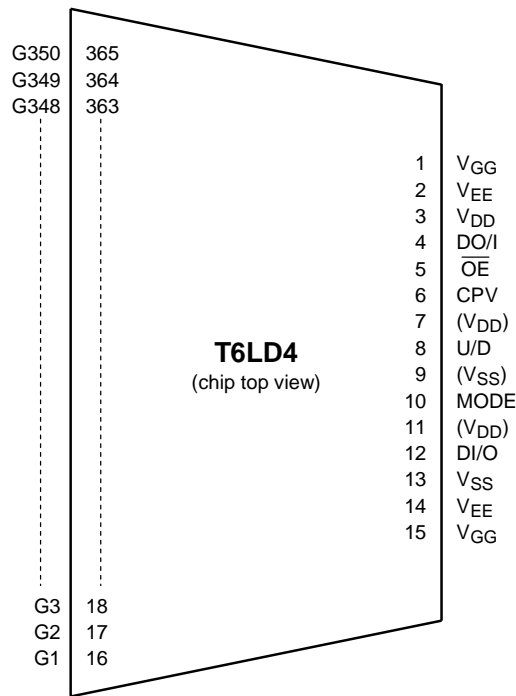 G350 365
G349 364
G348 363
1 VGG
2 VEE
3 VDD
4 DO/I
5 O̅E̅
6 CPV
7 (VDD)
T6LD4
8 U/D
(chip top view)
9 (VSS)
10 MODE
11 (VDD)
12 DI/O
13 VSS
14 VEE
15 VGG
G3 18
G2 17
G1 16